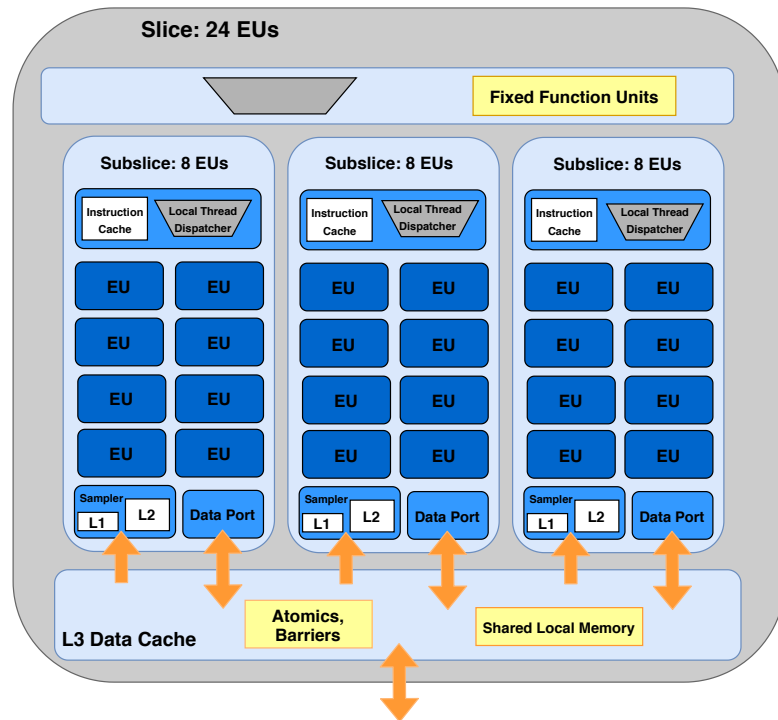 Slice: 24 EUs
Fixed Function Units
Subslice: 8 EUs
Instruction
Cache
Local Thread
Dispatcher
EU EU
EU EU
EU EU
EU EU
Sampler
L1 L2
Data Port
Subslice: 8 EUs
Instruction
Cache
Local Thread
Dispatcher
EU EU
EU EU
EU EU
EU EU
Sampler
L1 L2
Data Port
Subslice: 8 EUs
Instruction
Cache
Local Thread
Dispatcher
EU EU
EU EU
EU EU
EU EU
Sampler
L1 L2
Data Port
L3 Data Cache
Atomics,
Barriers
Shared Local Memory